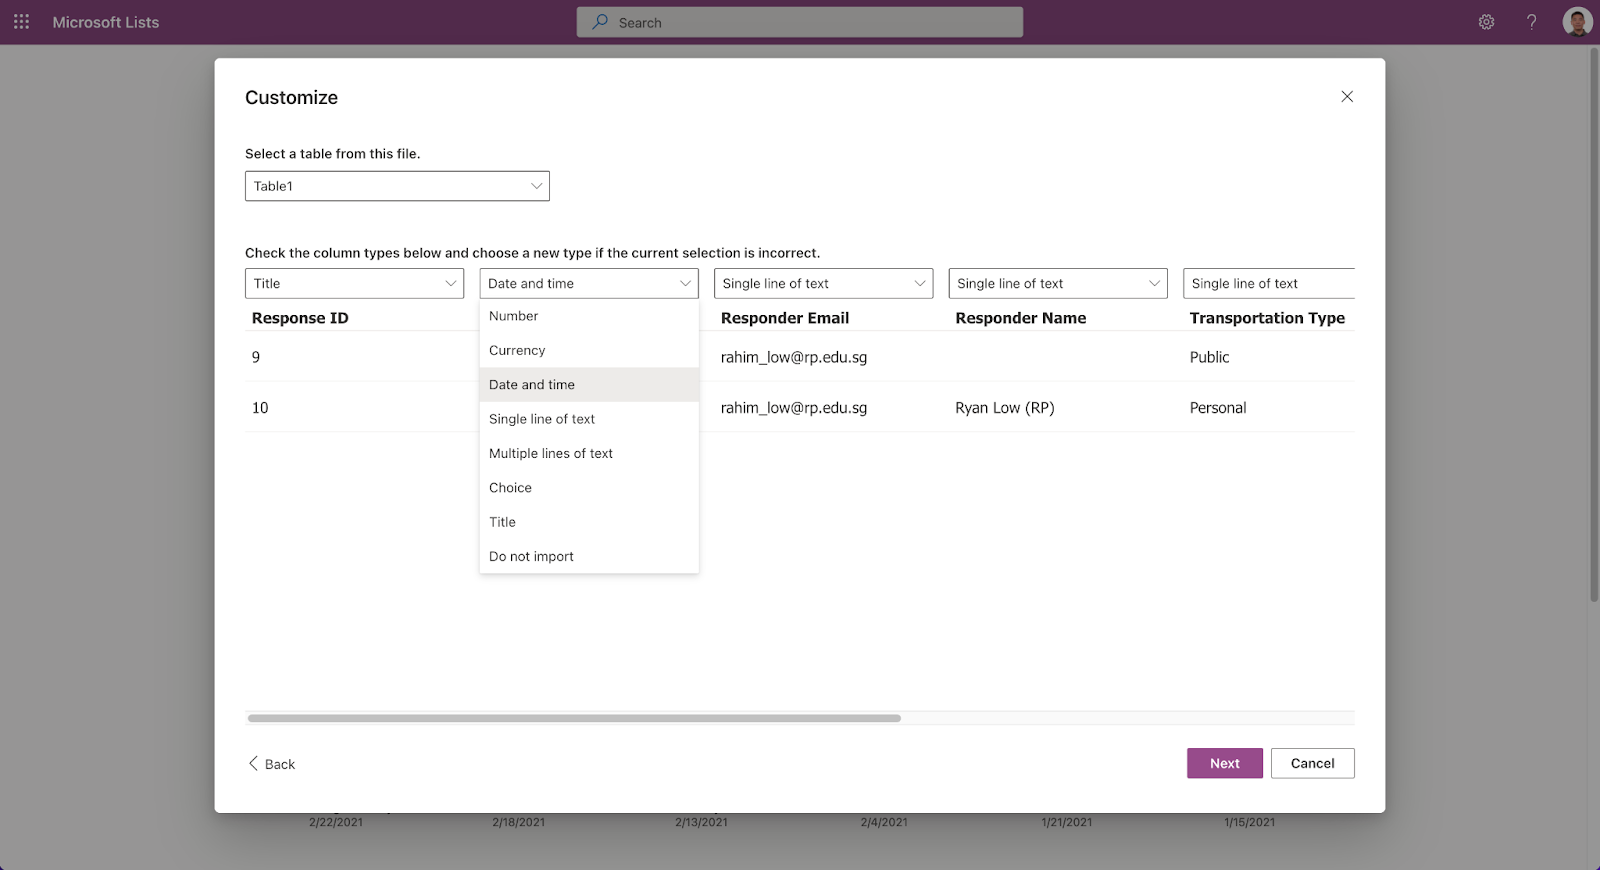 Microsoft Lists
Search
?
Customize
Select a table from this file.
Table1
Check the column types below and choose a new type if the current selection is incorrect.
Title Date and time Single line of text Single line of text Single line of text
Response ID Responder Email Responder Name Transportation Type
9 rahim_low@rp.edu.sg Public
10 rahim_low@rp.edu.sg Ryan Low (RP) Personal
Number
Currency
Date and time
Single line of text
Multiple lines of text
Choice
Title
Do not import
Back Next Cancel
2/22/2021 2/18/2021 2/13/2021 2/4/2021 1/21/2021 1/15/2021